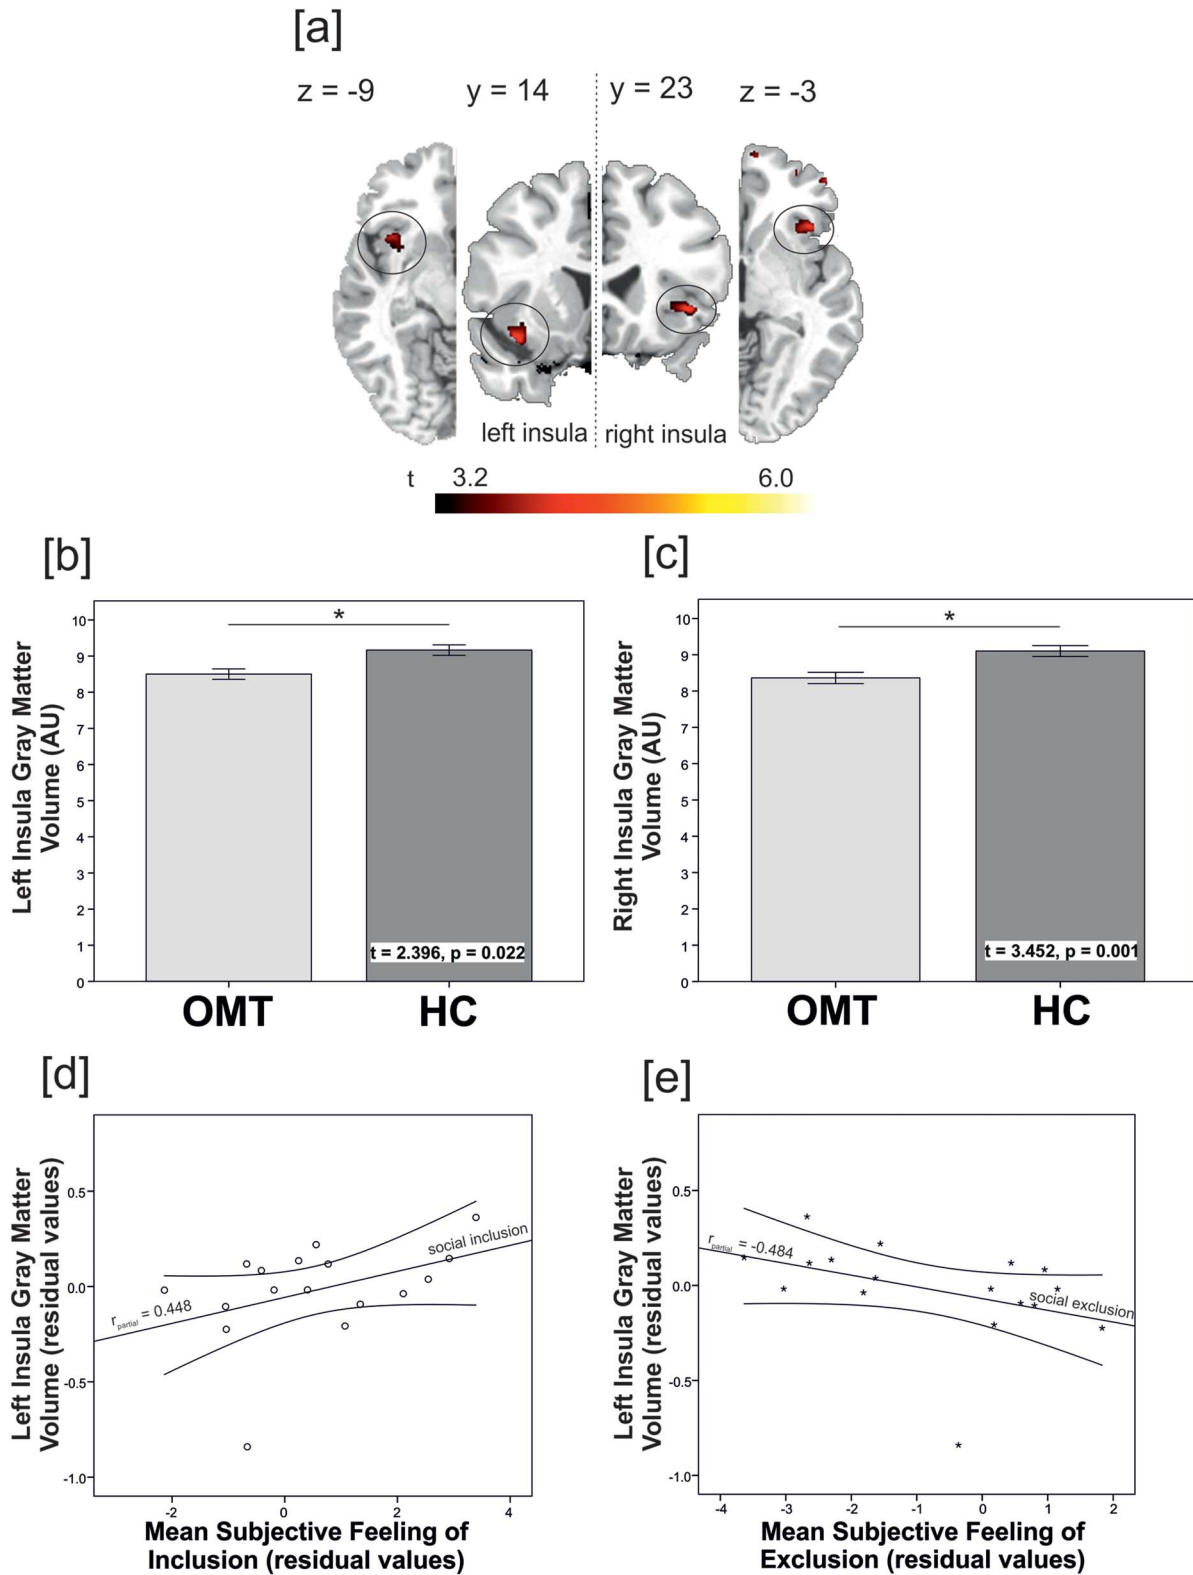 [a]
z = -9
y = 14
y = 23
z = -3
left insula
right insula
t
3.2
6.0
[b]
Left Insula Gray Matter
Volume (AU)
10
9
8
7
6
5
4
3
2
1
0
*
t = 2.396, p = 0.022
OMT
HC
[c]
Right Insula Gray Matter
Volume (AU)
10
9
8
7
6
5
4
3
2
1
0
*
t = 3.452, p = 0.001
OMT
HC
[d]
Left Insula Gray Matter
Volume (residual values)
0.5
0.0
-0.5
-1.0
rpartial = 0.448
social inclusion
-2
0
2
4
Mean Subjective Feeling of
Inclusion (residual values)
[e]
Left Insula Gray Matter
Volume (residual values)
0.5
0.0
-0.5
-1.0
rpartial = -0.484
social exclusion
-4
-3
-2
-1
0
1
2
Mean Subjective Feeling of
Exclusion (residual values)